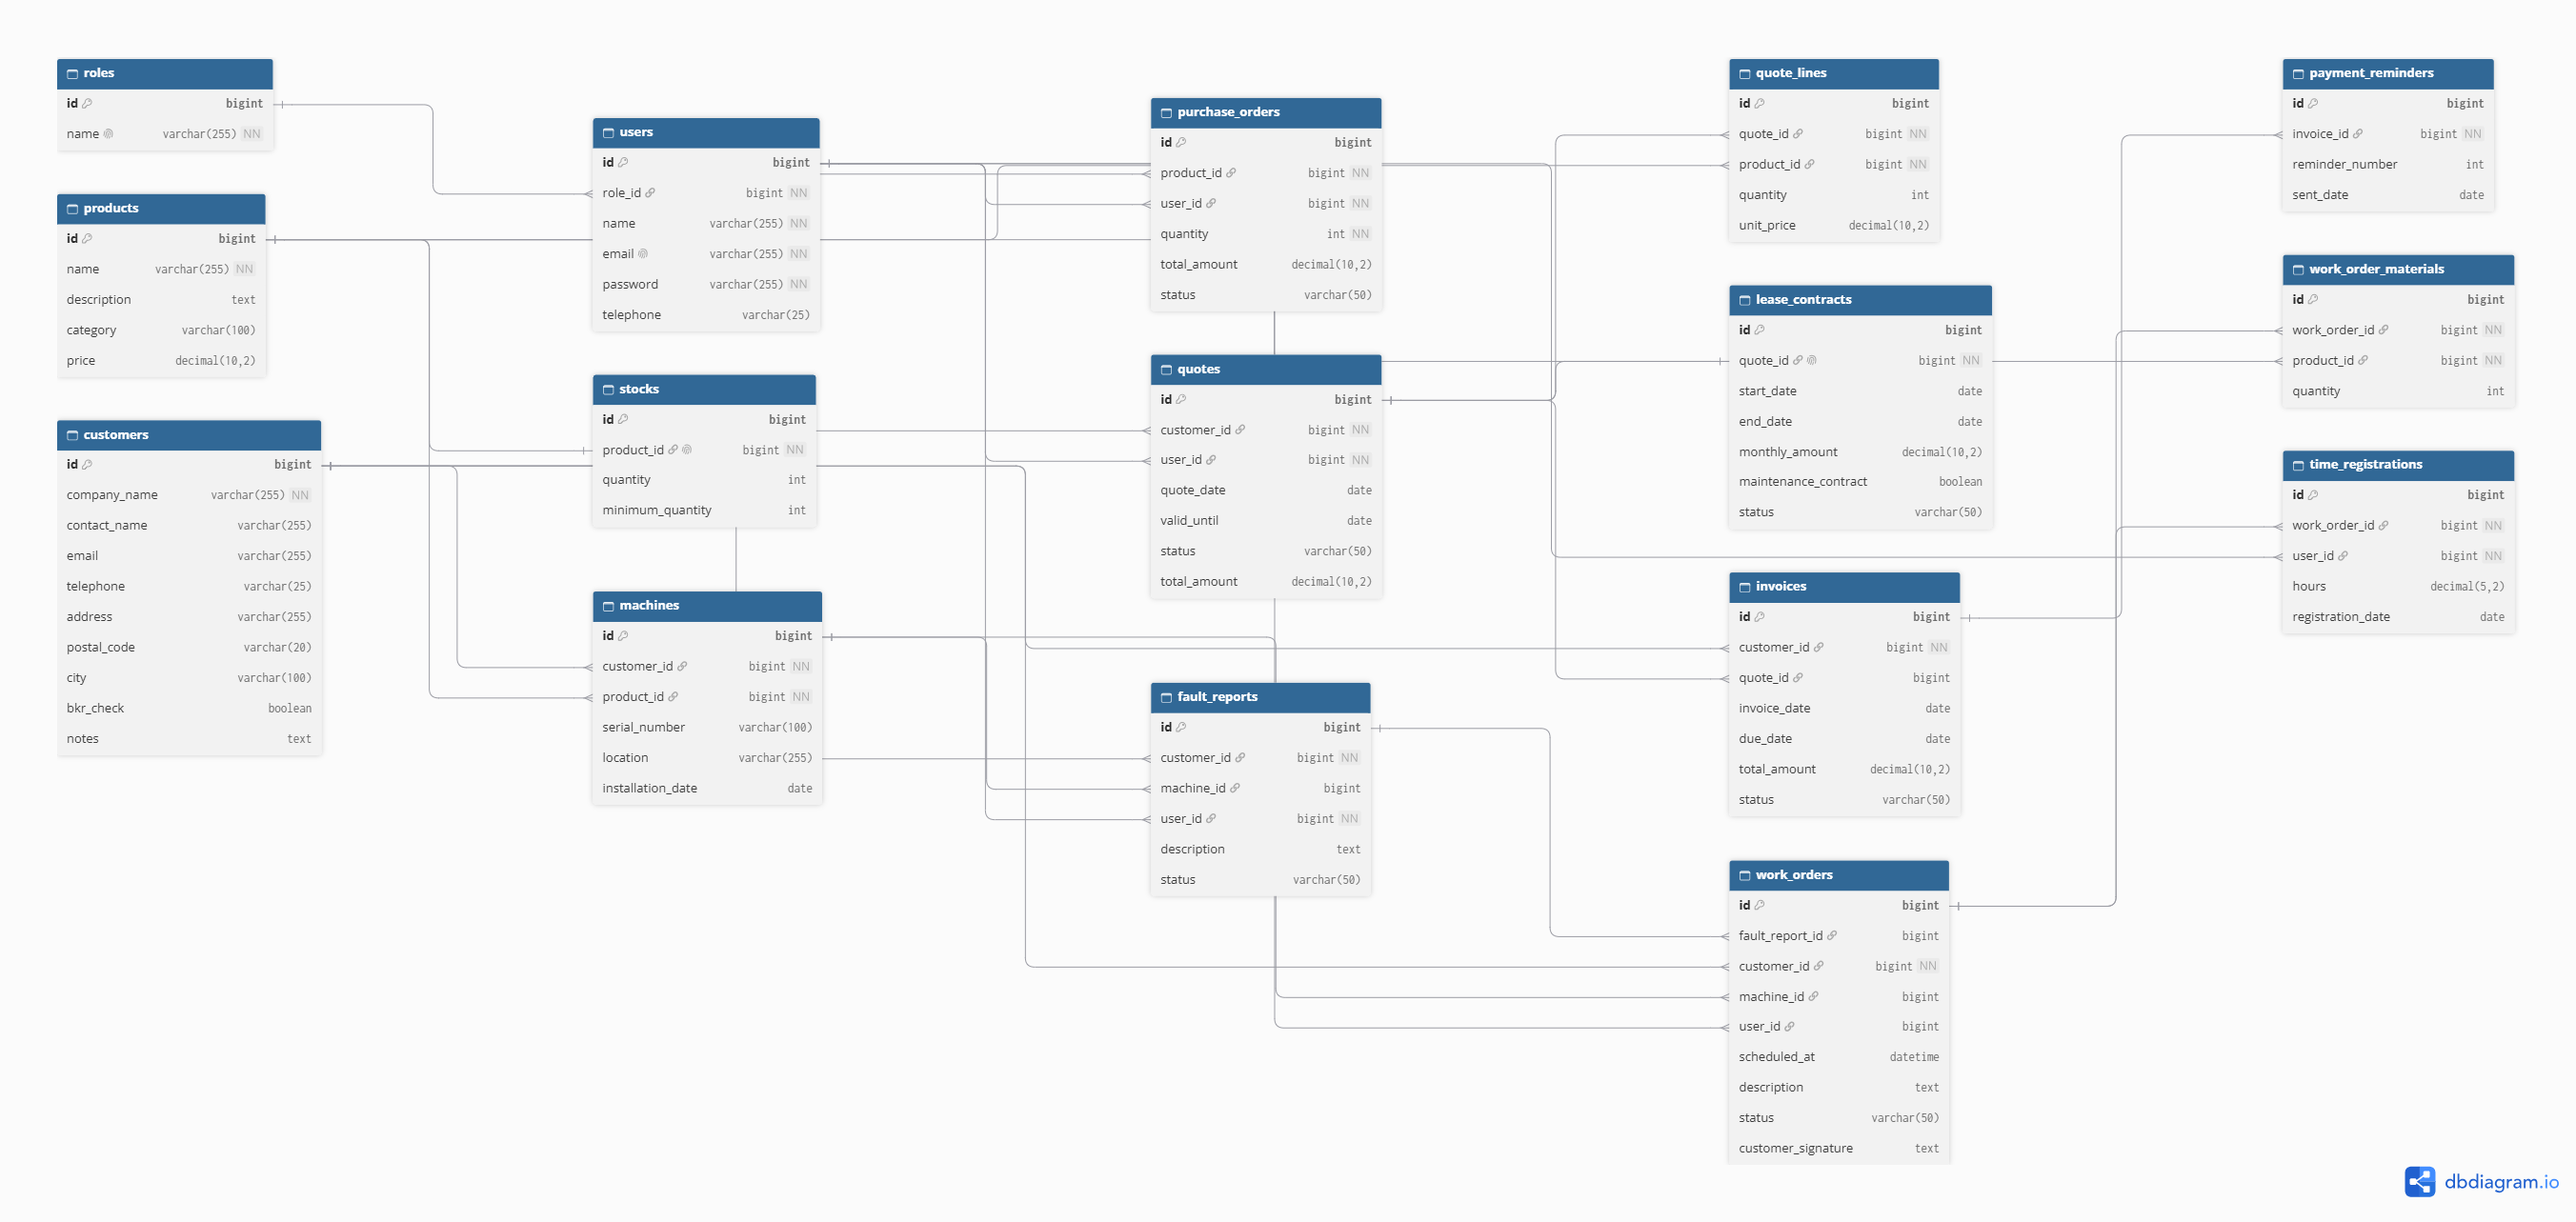 roles
id bigint
name varchar(255) NN
products
id bigint
name varchar(255) NN
description text
category varchar(100)
price decimal(10,2)
customers
id bigint
company_name varchar(255) NN
contact_name varchar(255)
email varchar(255)
telephone varchar(25)
address varchar(255)
postal_code varchar(20)
city varchar(100)
bkr_check boolean
notes text
users
id bigint
role_id bigint NN
name varchar(255) NN
email varchar(255) NN
password varchar(255) NN
telephone varchar(25)
stocks
id bigint
product_id bigint NN
quantity int
minimum_quantity int
machines
id bigint
customer_id bigint NN
product_id bigint NN
serial_number varchar(100)
location varchar(255)
installation_date date
purchase_orders
id bigint
product_id bigint NN
user_id bigint NN
quantity int NN
total_amount decimal(10,2)
status varchar(50)
quotes
id bigint
customer_id bigint NN
user_id bigint NN
quote_date date
valid_until date
status varchar(50)
total_amount decimal(10,2)
fault_reports
id bigint
customer_id bigint NN
machine_id bigint
user_id bigint NN
description text
status varchar(50)
quote_lines
id bigint
quote_id bigint NN
product_id bigint NN
quantity int
unit_price decimal(10,2)
lease_contracts
id bigint
quote_id bigint NN
start_date date
end_date date
monthly_amount decimal(10,2)
maintenance_contract boolean
status varchar(50)
invoices
id bigint
customer_id bigint NN
quote_id bigint
invoice_date date
due_date date
total_amount decimal(10,2)
status varchar(50)
work_orders
id bigint
fault_report_id bigint
customer_id bigint NN
machine_id bigint
user_id bigint
scheduled_at datetime
description text
status varchar(50)
customer_signature text
payment_reminders
id bigint
invoice_id bigint NN
reminder_number int
sent_date date
work_order_materials
id bigint
work_order_id bigint NN
product_id bigint NN
quantity int
time_registrations
id bigint
work_order_id bigint NN
user_id bigint NN
hours decimal(5,2)
registration_date date
dbdiagram.io